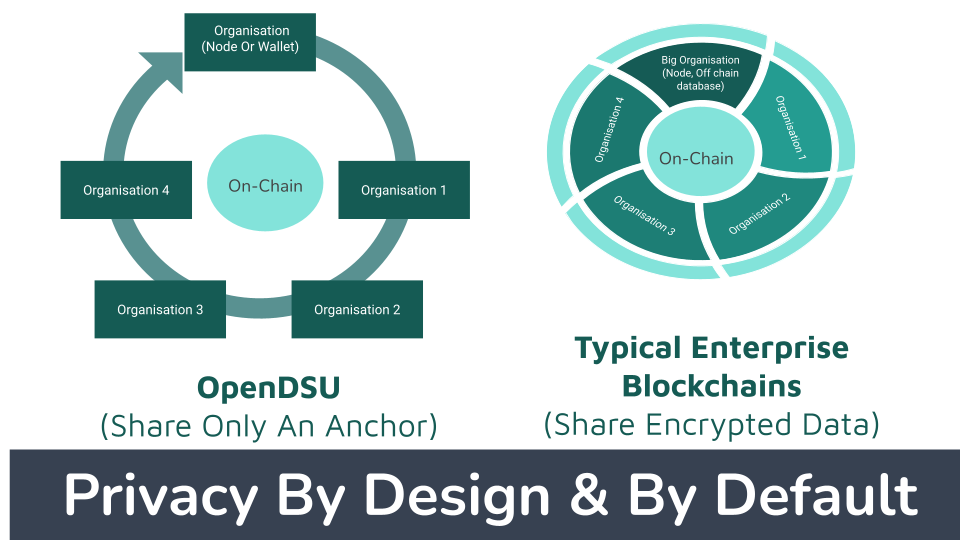 Organisation
(Node Or Wallet)
On-Chain
Organisation 4
Organisation 1
Organisation 3
Organisation 2
OpenDSU
(Share Only An Anchor)
Big Organisation
(Node, Off chain
database)
Organisation 4
Organisation 1
On-Chain
Organisation 3
Organisation 2
Typical Enterprise
Blockchains
(Share Encrypted Data)
Privacy By Design & By Default